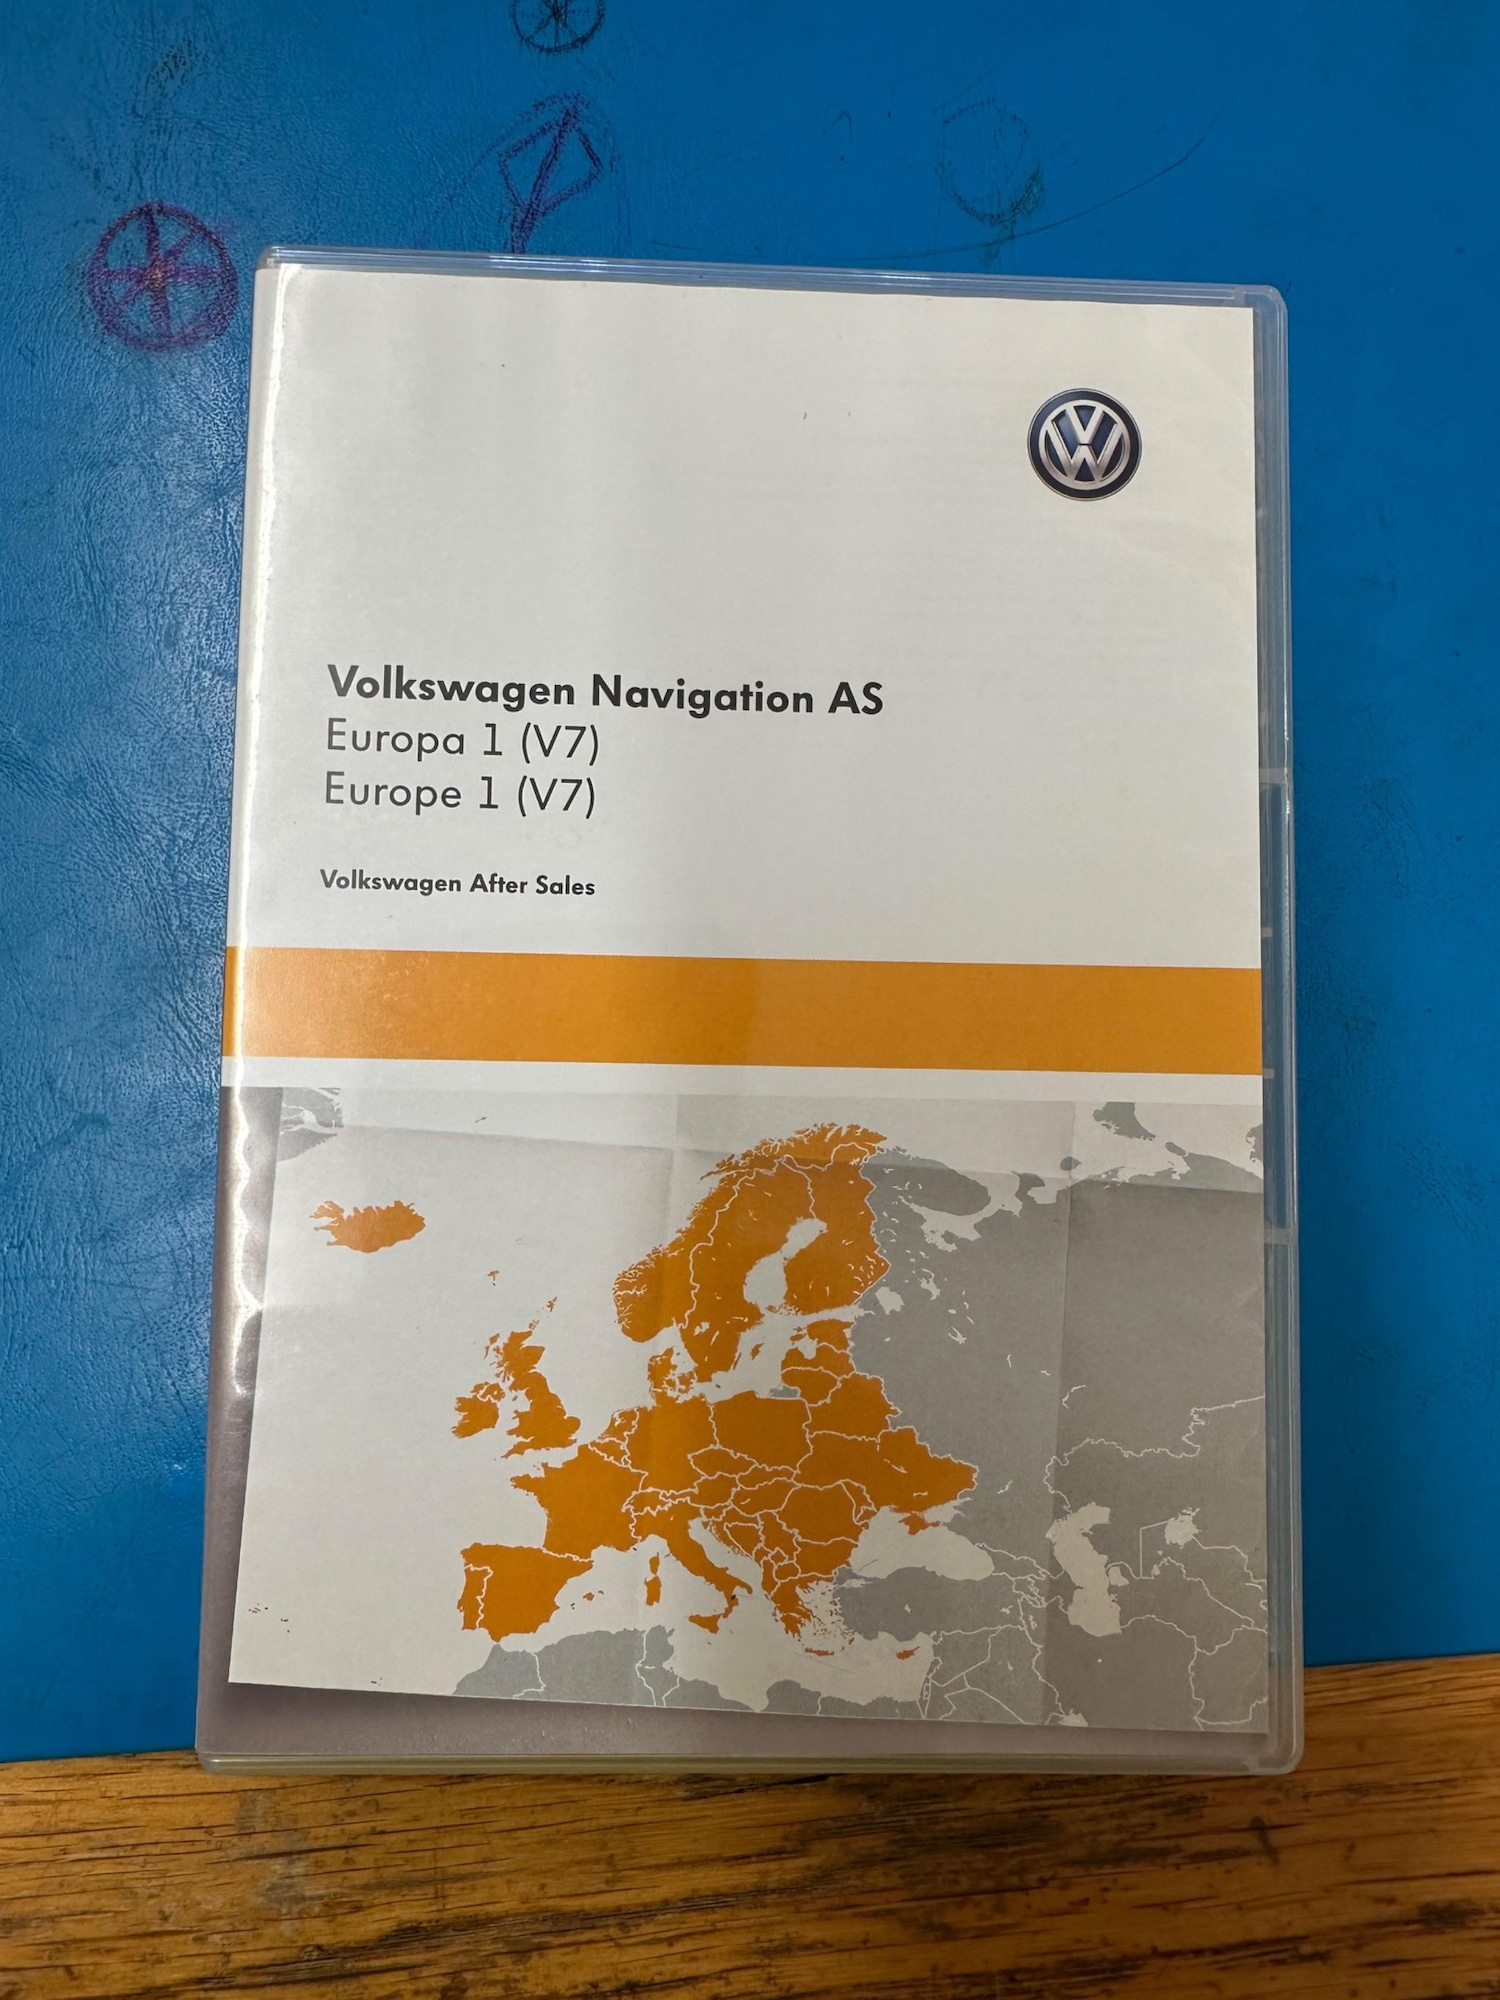 Volkswagen Navigation AS
Europa 1 (V7)
Europe 1 (V7)
Volkswagen After Sales